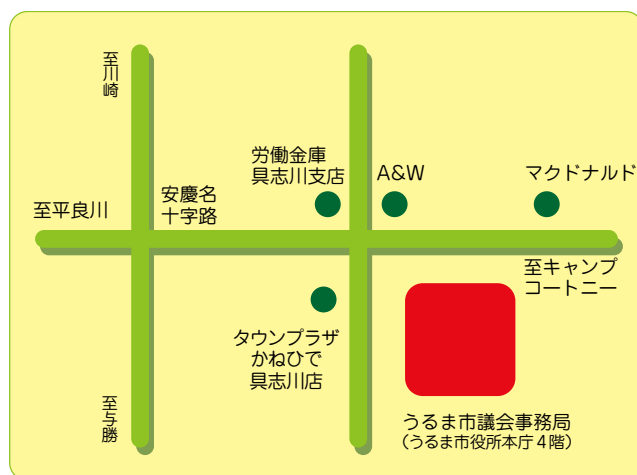 至川崎
労働金庫
具志川支店
A&W
マクドナルド
安慶名
十字路
至平良川
至キャンプ
コートニー
タウンプラザ
かねひで
具志川店
至与勝
うるま市議会事務局
(うるま市役所本庁4階)